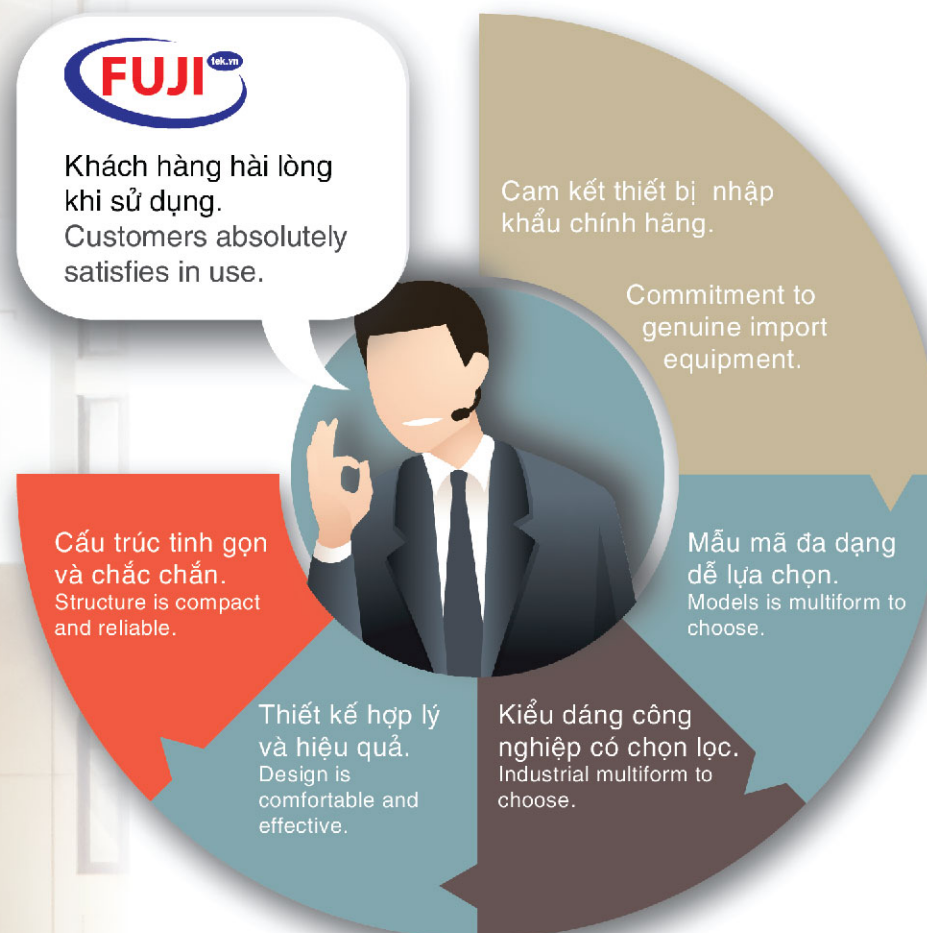 FUJI
tek.vn
Khách hàng hài lòng
khi sử dụng.
Customers absolutely
satisfies in use.
Cam kết thiết bị nhập
khẩu chính hãng.
Commitment to
genuine import
equipment.
Mẫu mã đa dạng
dễ lựa chọn.
Models is multiform to
choose.
Kiểu dáng công
nghiệp có chọn lọc.
Industrial multiform to
choose.
Thiết kế hợp lý
và hiệu quả.
Design is
comfortable and
effective.
Cấu trúc tinh gọn
và chắc chắn.
Structure is compact
and reliable.